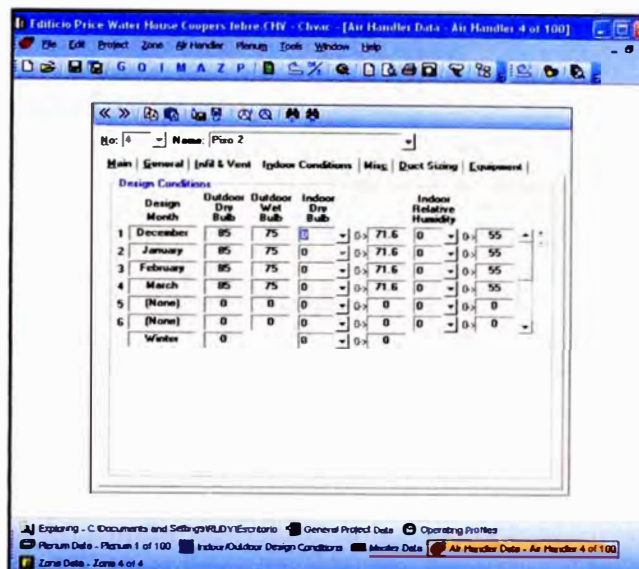 Edificio Price Water House Coopers febre-CHV - Chvac - [Air Handler Data - Air Handler 4 of 100]
File Edit Project Zone Air Handler Plenum Tools Window Help
G O I M A Z P
No: 4 Name: Piso 2
Main General Infil & Vent Indoor Conditions Misc Duct Sizing Equipment
Design Conditions
Design Month Outdoor Dry Bulb Outdoor Wet Bulb Indoor Dry Bulb Indoor Relative Humidity
1 December 85 75 0 0-> 71.6 0 0-> 55
2 January 85 75 0 0-> 71.6 0 0-> 55
3 February 85 75 0 0-> 71.6 0 0-> 55
4 March 85 75 0 0-> 71.6 0 0-> 55
5 (None) 0 0 0 0-> 0 0 0-> 0
6 (None) 0 0 0 0-> 0 0 0-> 0
Winter 0 0 0-> 0
Exploring - C:\Documents and Settings\RUDY\Escritorio General Project Data Operating Profiles
Plenum Data - Plenum 1 of 100 Indoor/Outdoor Design Conditions Master Data Air Handler Data - Air Handler 4 of 100
Zone Data - Zone 4 of 4